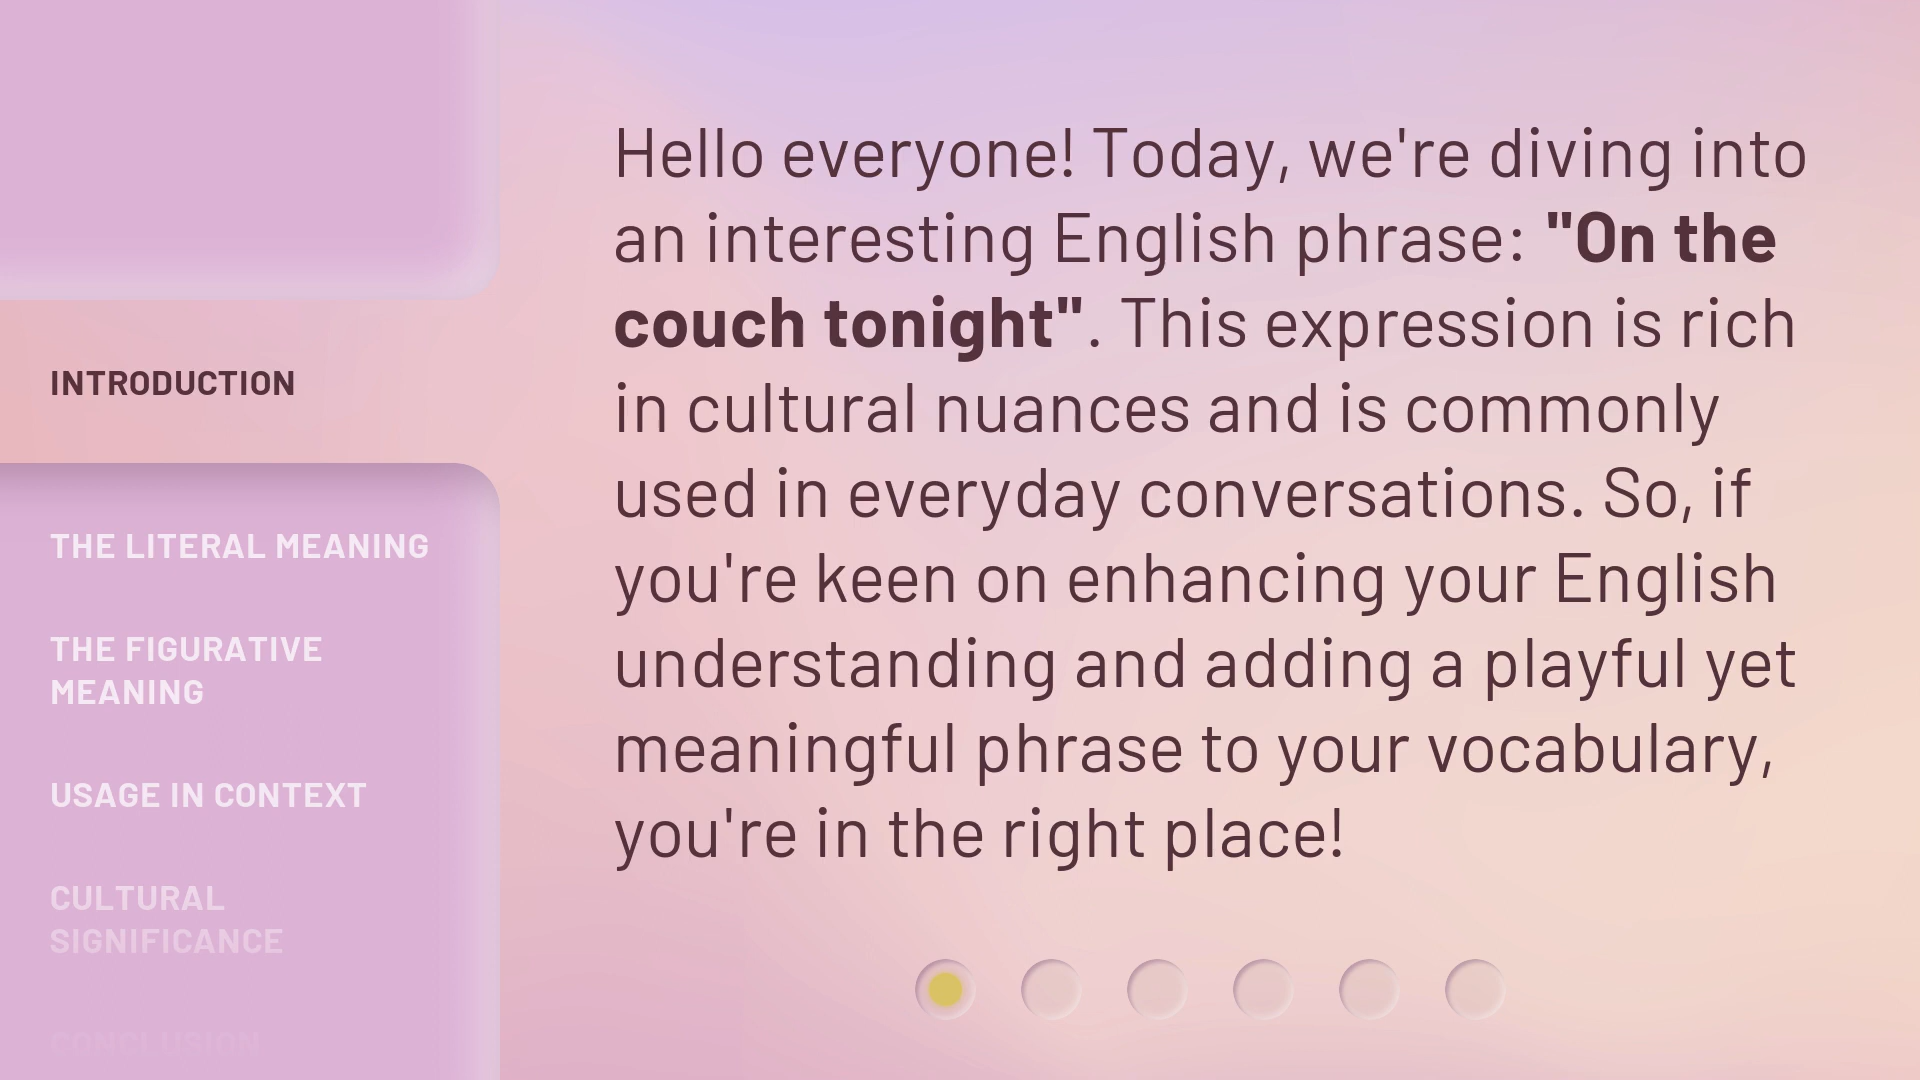 INTRODUCTION
THE LITERAL MEANING
THE FIGURATIVE
MEANING
USAGE IN CONTEXT
CULTURAL
SIGNIFICANCE
CONCLUSION
Hello everyone! Today, we're diving into
an interesting English phrase: "On the
couch tonight". This expression is rich
in cultural nuances and is commonly
used in everyday conversations. So, if
you're keen on enhancing your English
understanding and adding a playful yet
meaningful phrase to your vocabulary,
you're in the right place!